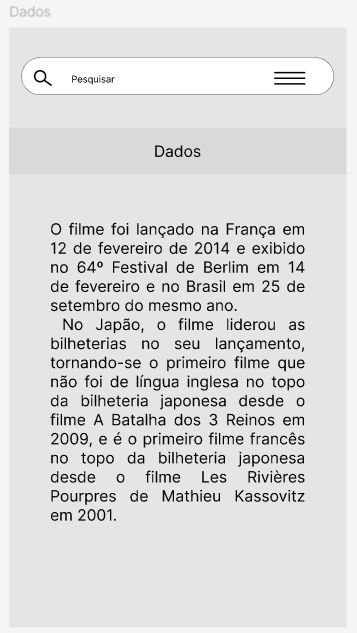 Dados
Pesquisar
Dados
O filme foi lançado na França em
12 de fevereiro de 2014 e exibido
no 64º Festival de Berlim em 14
de fevereiro e no Brasil em 25 de
setembro do mesmo ano.
No Japão, o filme liderou as
bilheterias no seu lançamento,
tornando-se o primeiro filme que
não foi de língua inglesa no topo
da bilheteria japonesa desde o
filme A Batalha dos 3 Reinos em
2009, e é o primeiro filme francês
no topo da bilheteria japonesa
desde o filme Les Rivières
Pourpres de Mathieu Kassovitz
em 2001.